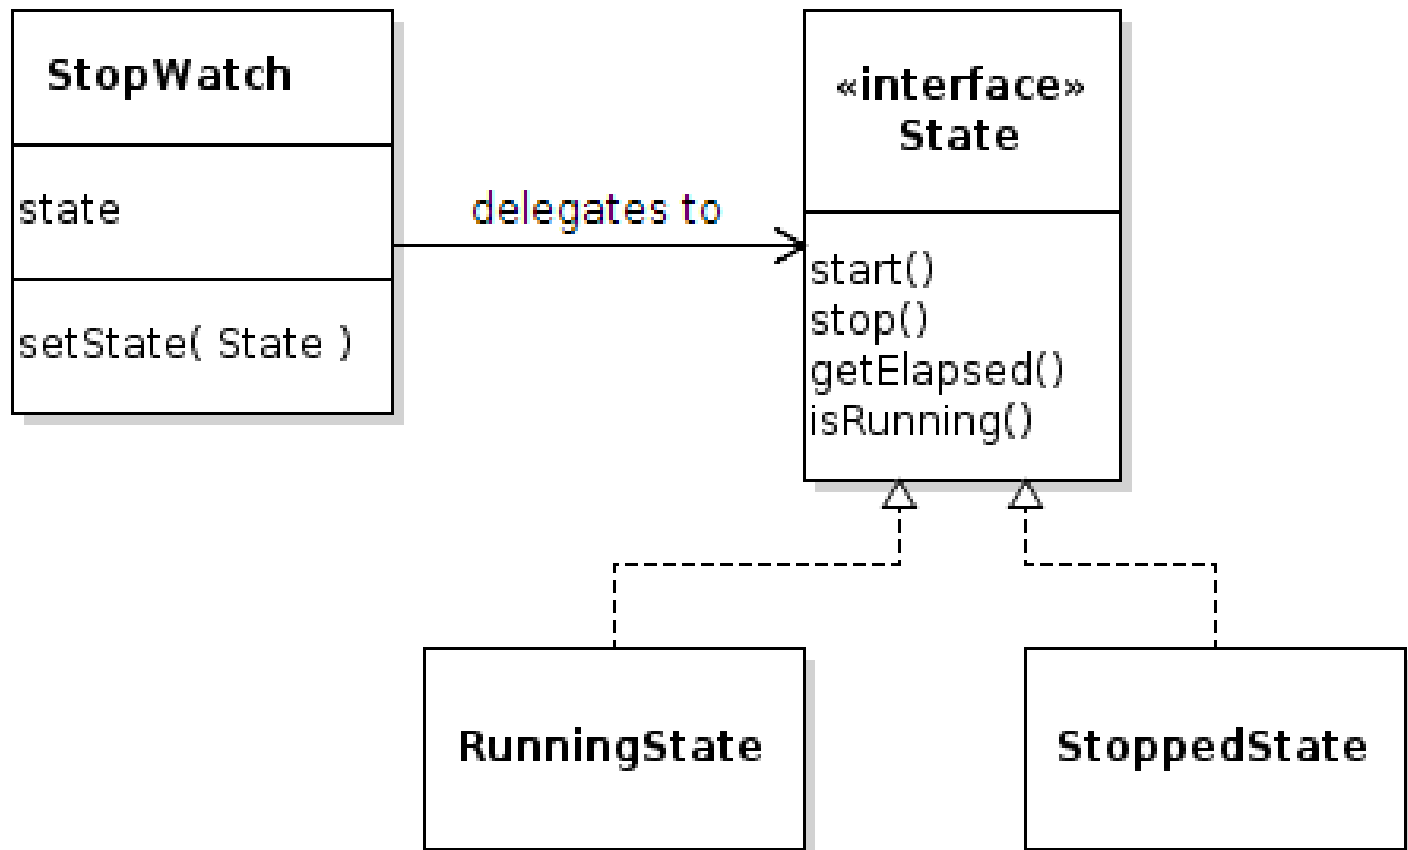 StopWatch
state
setState( State )
delegates to
«interface»
State
start()
stop()
getElapsed()
isRunning()
RunningState
StoppedState